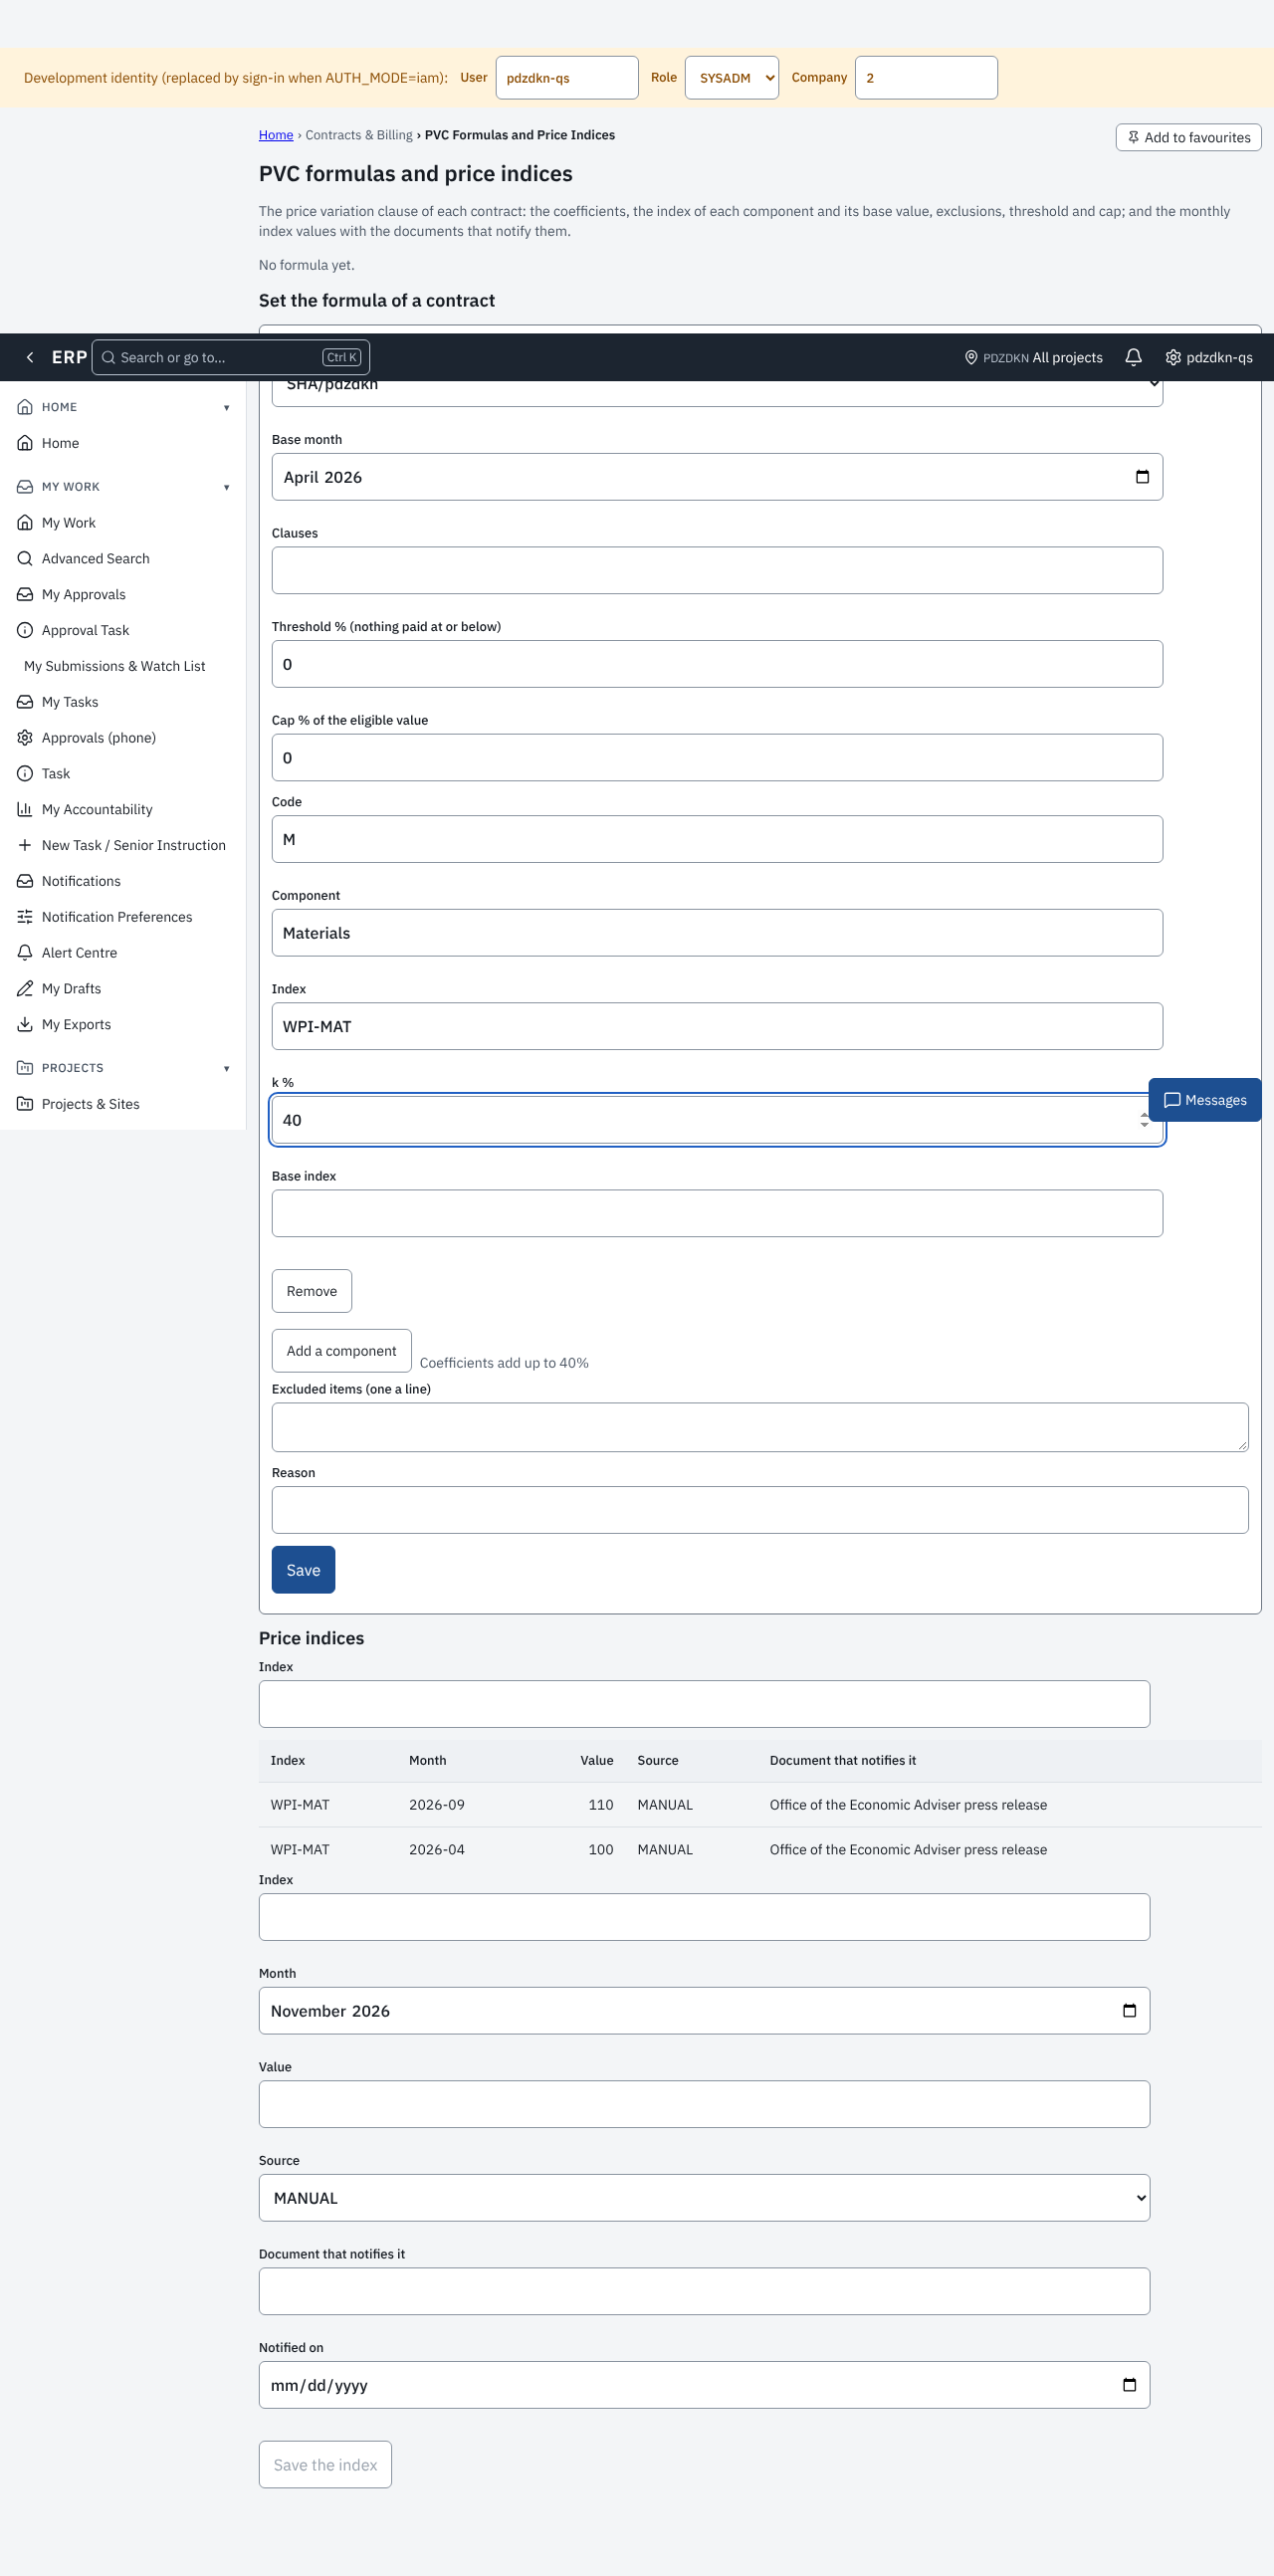 Development identity (replaced by sign-in when AUTH_MODE=iam): User pdzdkn-qs Role SYSADM Company 2
Home › Contracts & Billing › PVC Formulas and Price Indices
Add to favourites
PVC formulas and price indices
The price variation clause of each contract: the coefficients, the index of each component and its base value, exclusions, threshold and cap; and the monthly
index values with the documents that notify them.
No formula yet.
Set the formula of a contract
ERP Search or go to... Ctrl K PDZDKN All projects pdzdkn-qs
SHA/pdzdkn
HOME
Home
MY WORK
My Work
Advanced Search
My Approvals
Approval Task
My Submissions & Watch List
My Tasks
Approvals (phone)
Task
My Accountability
New Task / Senior Instruction
Notifications
Notification Preferences
Alert Centre
My Drafts
My Exports
PROJECTS
Projects & Sites
Base month
April 2026
Clauses
Threshold % (nothing paid at or below)
0
Cap % of the eligible value
0
Code
M
Component
Materials
Index
WPI-MAT
k %
40
Messages
Base index
Remove
Add a component Coefficients add up to 40%
Excluded items (one a line)
Reason
Save
Price indices
Index
Index Month Value Source Document that notifies it
WPI-MAT 2026-09 110 MANUAL Office of the Economic Adviser press release
WPI-MAT 2026-04 100 MANUAL Office of the Economic Adviser press release
Index
Month
November 2026
Value
Source
MANUAL
Document that notifies it
Notified on
mm/dd/yyyy
Save the index